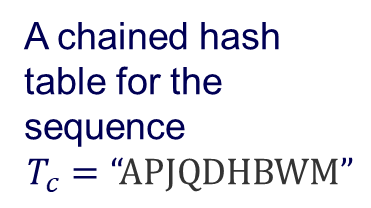 A chained hash
table for the
sequence
T_c = “APJQDHBWM”